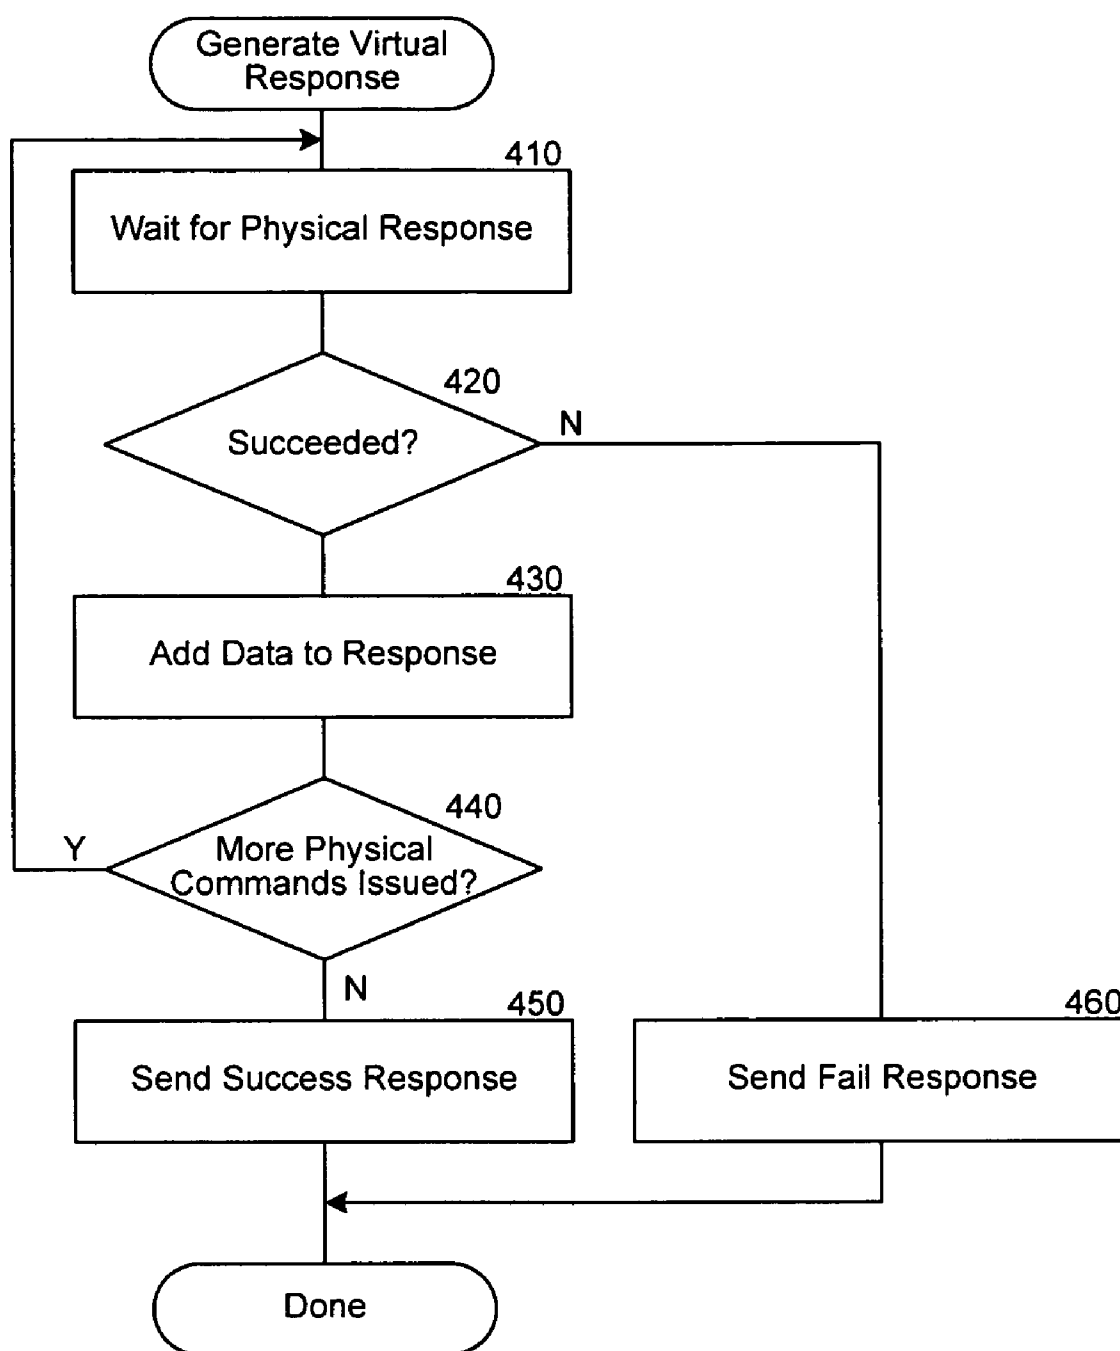 Generate Virtual
Response
410
Wait for Physical Response
420
Succeeded?
N
430
Add Data to Response
440
Y
More Physical
Commands Issued?
N
450
Send Success Response
460
Send Fail Response
Done